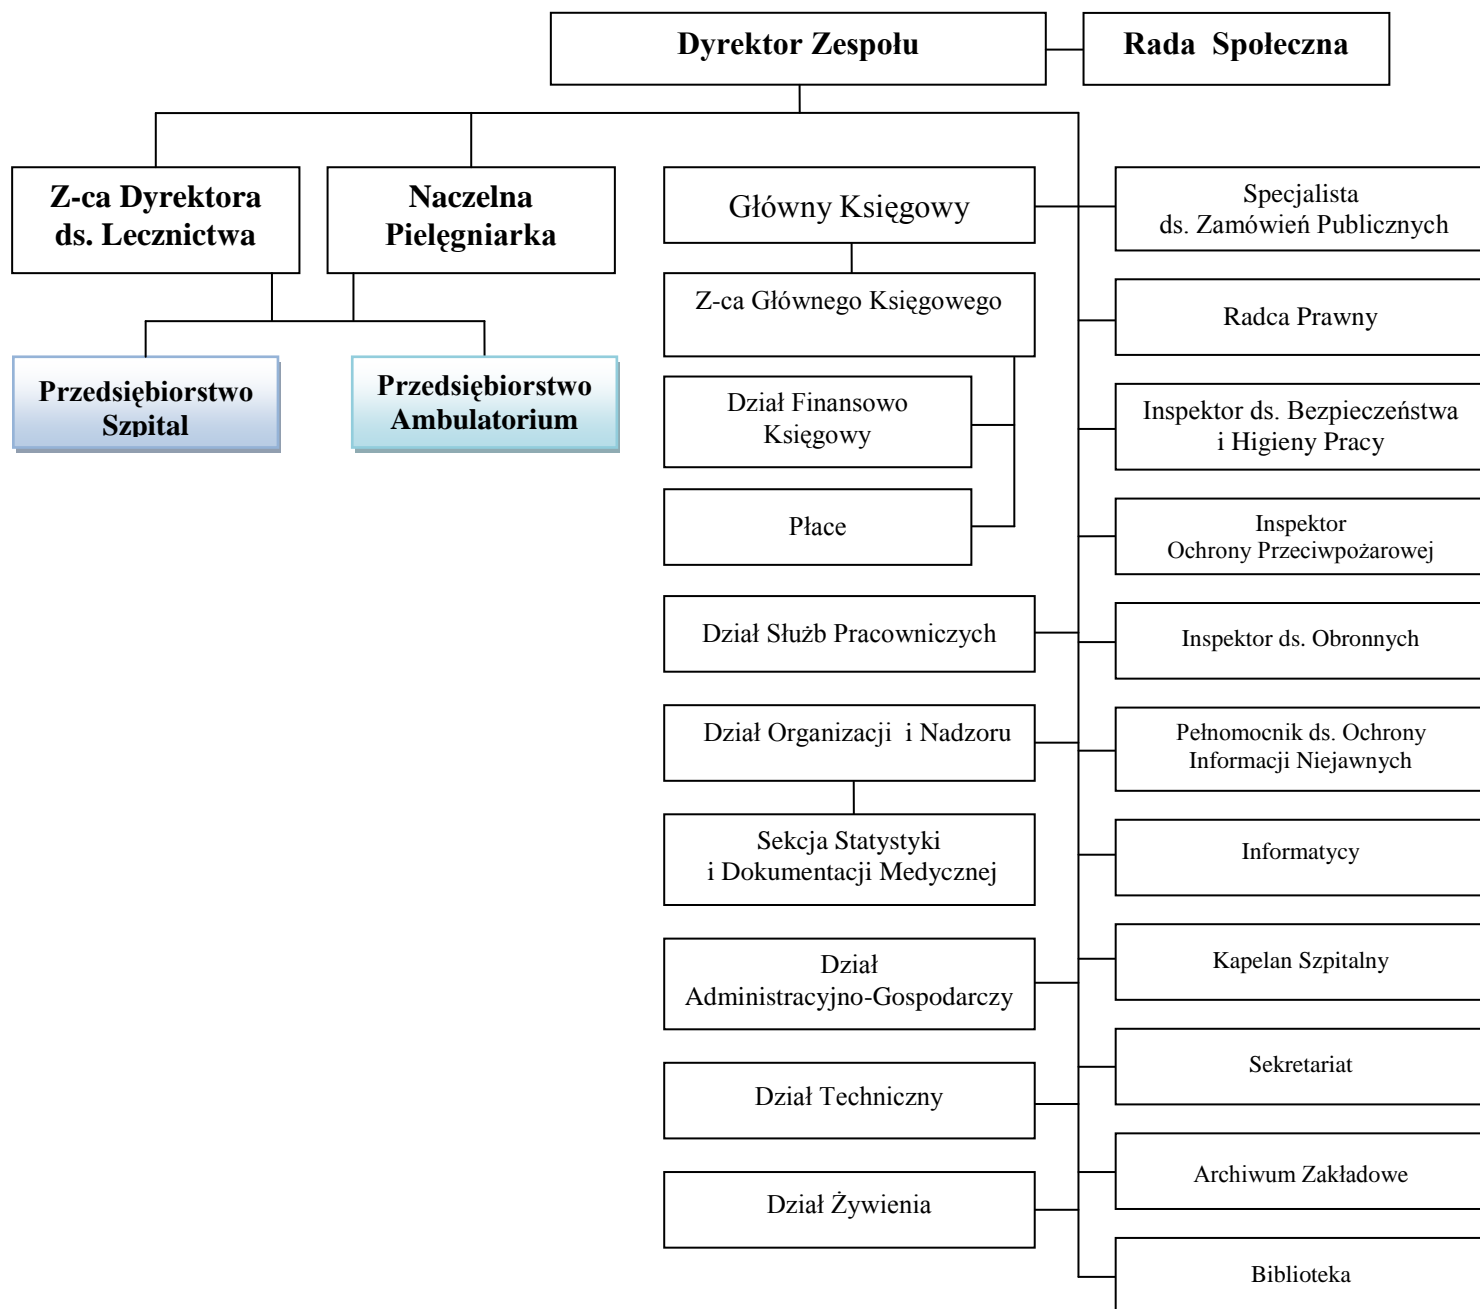 Dyrektor Zespołu
Rada Społeczna
Z-ca Dyrektora
ds. Lecznictwa
Naczelna
Pielęgniarka
Przedsiębiorstwo
Szpital
Przedsiębiorstwo
Ambulatorium
Główny Księgowy
Z-ca Głównego Księgowego
Dział Finansowo
Księgowy
Płace
Dział Służb Pracowniczych
Dział Organizacji i Nadzoru
Sekcja Statystyki
i Dokumentacji Medycznej
Dział
Administracyjno-Gospodarczy
Dział Techniczny
Dział Żywienia
Specjalista
ds. Zamówień Publicznych
Radca Prawny
Inspektor ds. Bezpieczeństwa
i Higieny Pracy
Inspektor
Ochrony Przeciwpożarowej
Inspektor ds. Obronnych
Pełnomocnik ds. Ochrony
Informacji Niejawnych
Informatycy
Kapelan Szpitalny
Sekretariat
Archiwum Zakładowe
Biblioteka